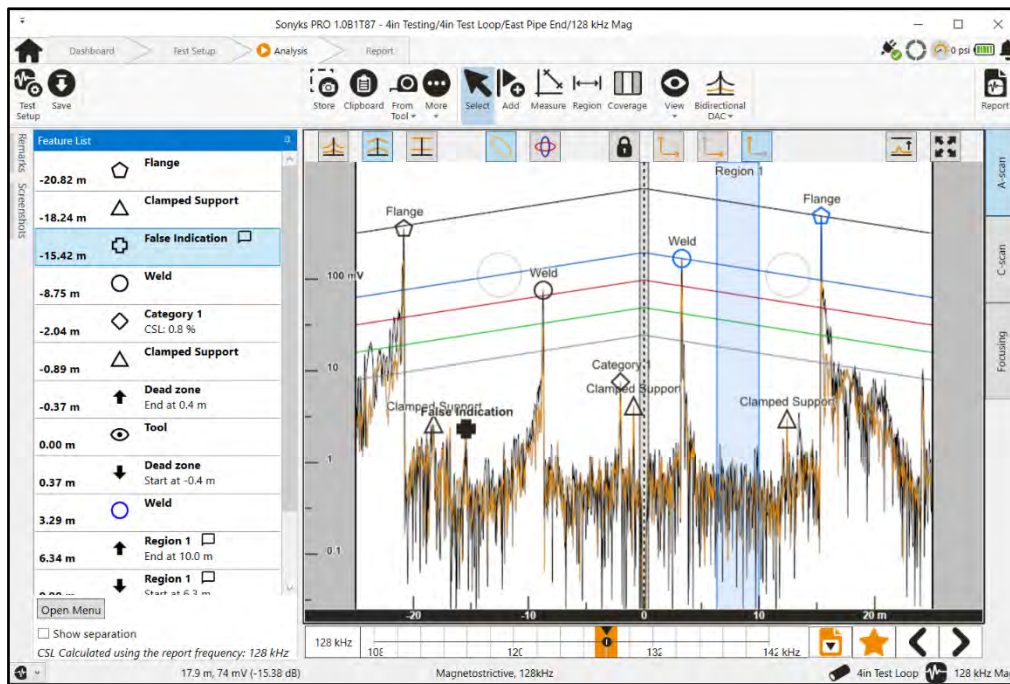 Sonyks PRO 1.0B1T87 - 4in Testing/4in Test Loop/East Pipe End/128 kHz Mag
Dashboard
Test Setup
Analysis
Report
0 psi
Test Setup
Save
Store
Clipboard
From Tool
More
Select
Add
Measure
Region
Coverage
View
Bidirectional DAC
Report
Remarks
Screenshots
Feature List
Flange
-20.82 m
Clamped Support
-18.24 m
False Indication
-15.42 m
Weld
-8.75 m
Category 1
CSL: 0.8 %
-2.04 m
Clamped Support
-0.89 m
Dead zone
End at 0.4 m
-0.37 m
Tool
0.00 m
Dead zone
Start at -0.4 m
0.37 m
Weld
3.29 m
Region 1
End at 10.0 m
6.34 m
Region 1
Start at 6.3 m
Open Menu
Show separation
CSL Calculated using the report frequency: 128 kHz
Region 1
Flange
Flange
Weld
Weld
100 mV
10
1
0.1
Category
Clamped Support
Clamped Support
False Indication
Clamped Support
-20
-10
0
10
20 m
A-scan
C-scan
Focusing
128 kHz
132
142 kHz
17.9 m, 74 mV (-15.38 dB)
Magnetostrictive, 128kHz
4in Test Loop
128 kHz Mag